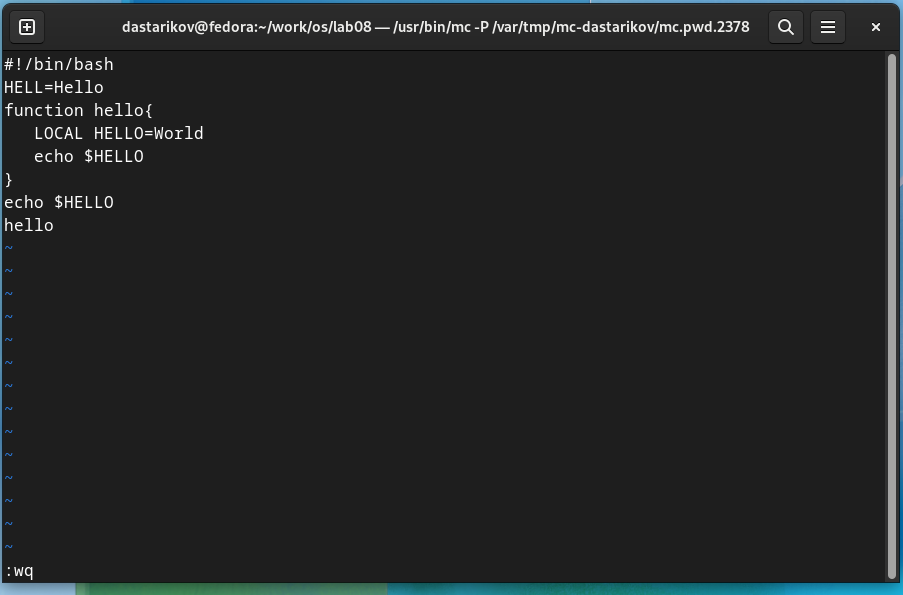 dastarikov@fedora:~/work/os/lab08 — /usr/bin/mc -P /var/tmp/mc-dastarikov/mc.pwd.2378
#!/bin/bash
HELL=Hello
function hello{
   LOCAL HELLO=World
   echo $HELLO
}
echo $HELLO
hello
~
~
~
~
~
~
~
~
~
~
~
~
~
~
:wq